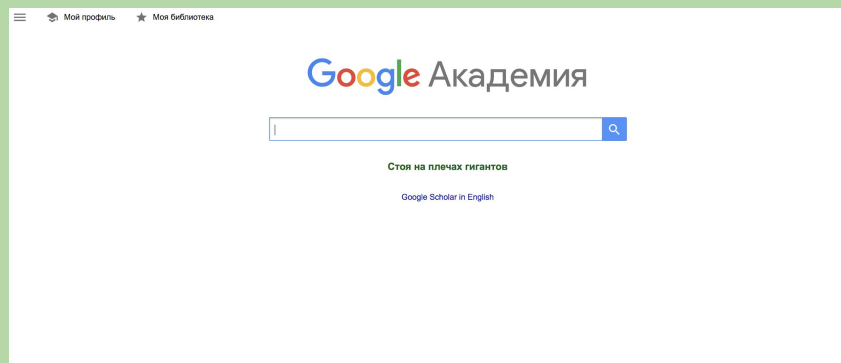 Мой профиль Моя библиотека
Google Академия
Стоя на плечах гигантов
Google Scholar in English